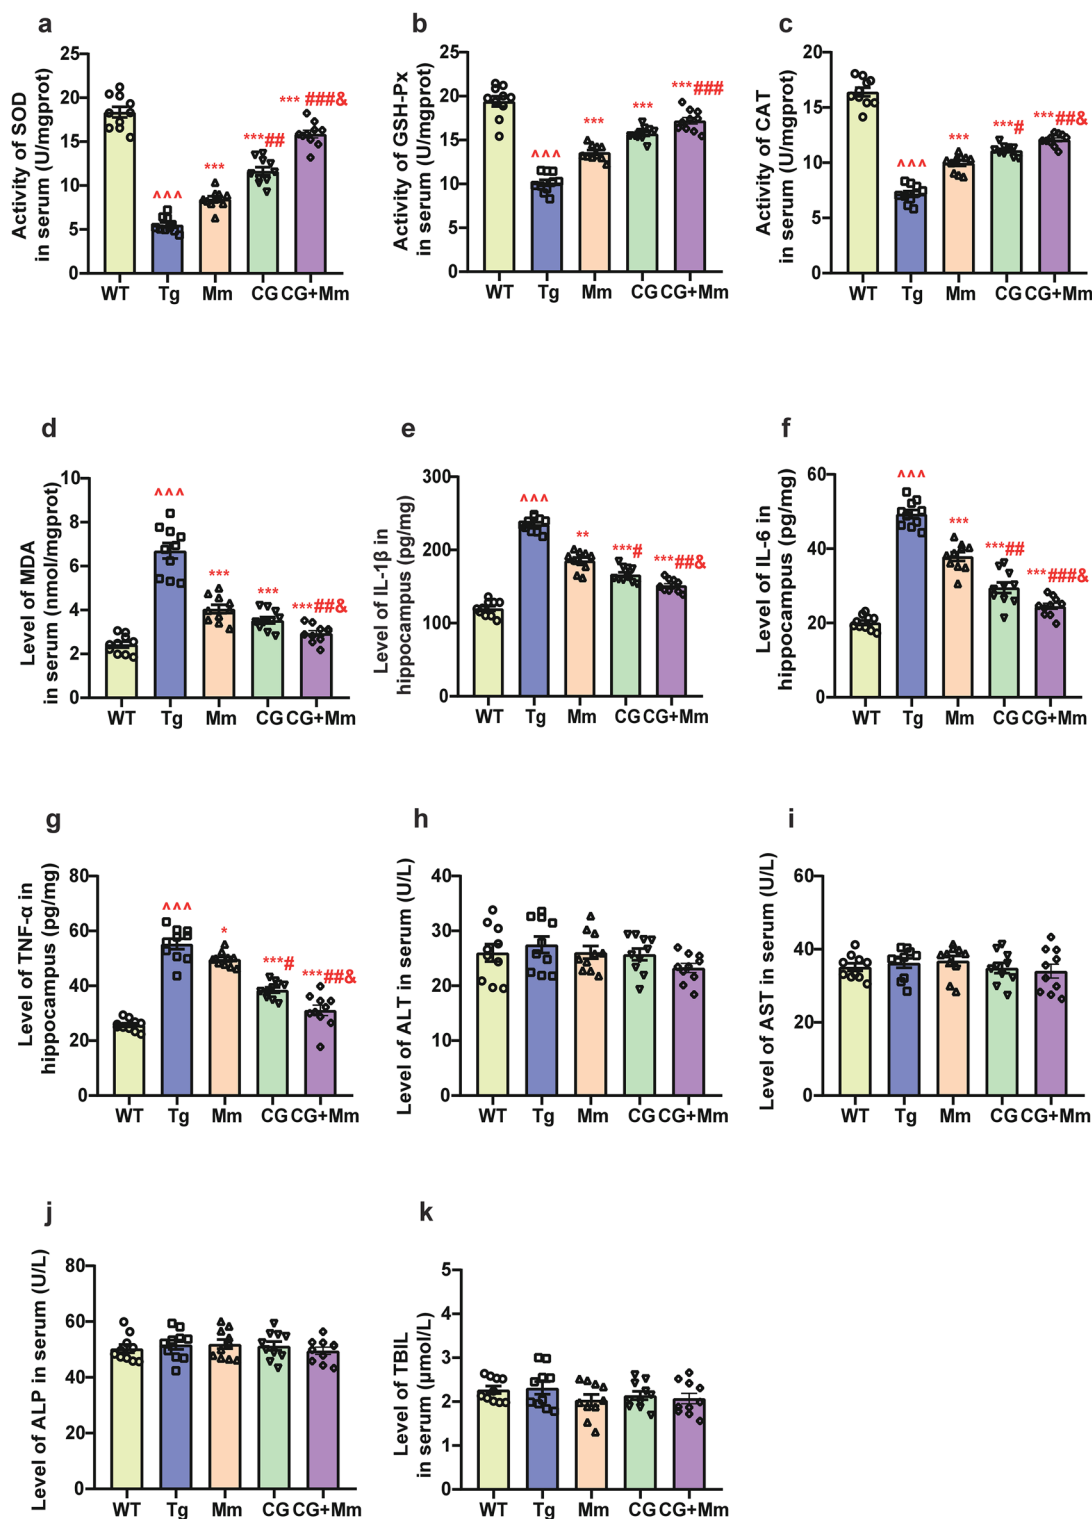 a
Activity of SOD
in serum (U/mgprot)
25
20
15
10
5
0
^^^
***
***##
*** ###&
WT Tg Mm CG CG+Mm
b
Activity of GSH-Px
in serum (U/mgprot)
25
20
15
10
5
0
^^^
***
***
***###
WT Tg Mm CG CG+Mm
c
Activity of CAT
in serum (U/mgprot)
20
15
10
5
0
^^^
***
***#
***##&
WT Tg Mm CG CG+Mm
d
Level of MDA
in serum (nmol/mgprot)
10
8
6
4
2
0
^^^
***
***
***##&
WT Tg Mm CG CG+Mm
e
Level of IL-1β in
hippocampus (pg/mg)
300
200
100
0
^^^
**
***#
***##&
WT Tg Mm CG CG+Mm
f
Level of IL-6 in
hippocampus (pg/mg)
60
40
20
0
^^^
***
***##
***###&
WT Tg Mm CG CG+Mm
g
Level of TNF-α in
hippocampus (pg/mg)
80
60
40
20
0
^^^
*
***#
***##&
WT Tg Mm CG CG+Mm
h
Level of ALT in serum (U/L)
40
30
20
10
0
WT Tg Mm CG CG+Mm
i
Level of AST in serum (U/L)
60
40
20
0
WT Tg Mm CG CG+Mm
j
Level of ALP in serum (U/L)
80
60
40
20
0
WT Tg Mm CG CG+Mm
k
Level of TBIL
in serum (μmol/L)
5
4
3
2
1
0
WT Tg Mm CG CG+Mm